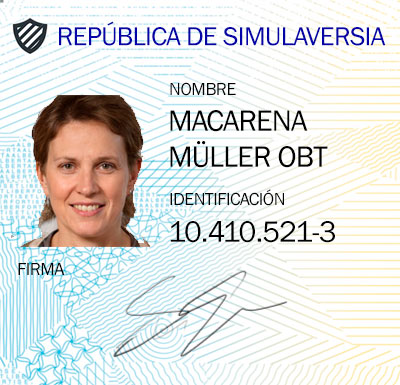 REPÚBLICA DE SIMULAVERSIA
NOMBRE
MACARENA
MÜLLER OBT
IDENTIFICACIÓN
10.410.521-3
FIRMA